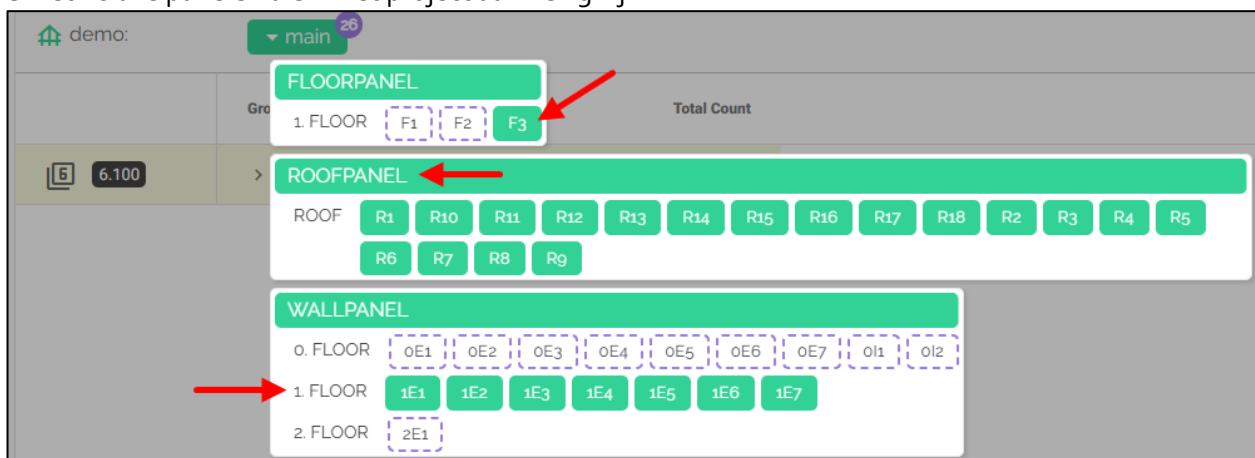 demo:
main 26
FLOORPANEL
1. FLOOR F1 F2 F3
Gro
Total Count
6 6.100
ROOFPANEL
ROOF R1 R10 R11 R12 R13 R14 R15 R16 R17 R18 R2 R3 R4 R5
R6 R7 R8 R9
WALLPANEL
0. FLOOR 0E1 0E2 0E3 0E4 0E5 0E6 0E7 0I1 0I2
1. FLOOR 1E1 1E2 1E3 1E4 1E5 1E6 1E7
2. FLOOR 2E1